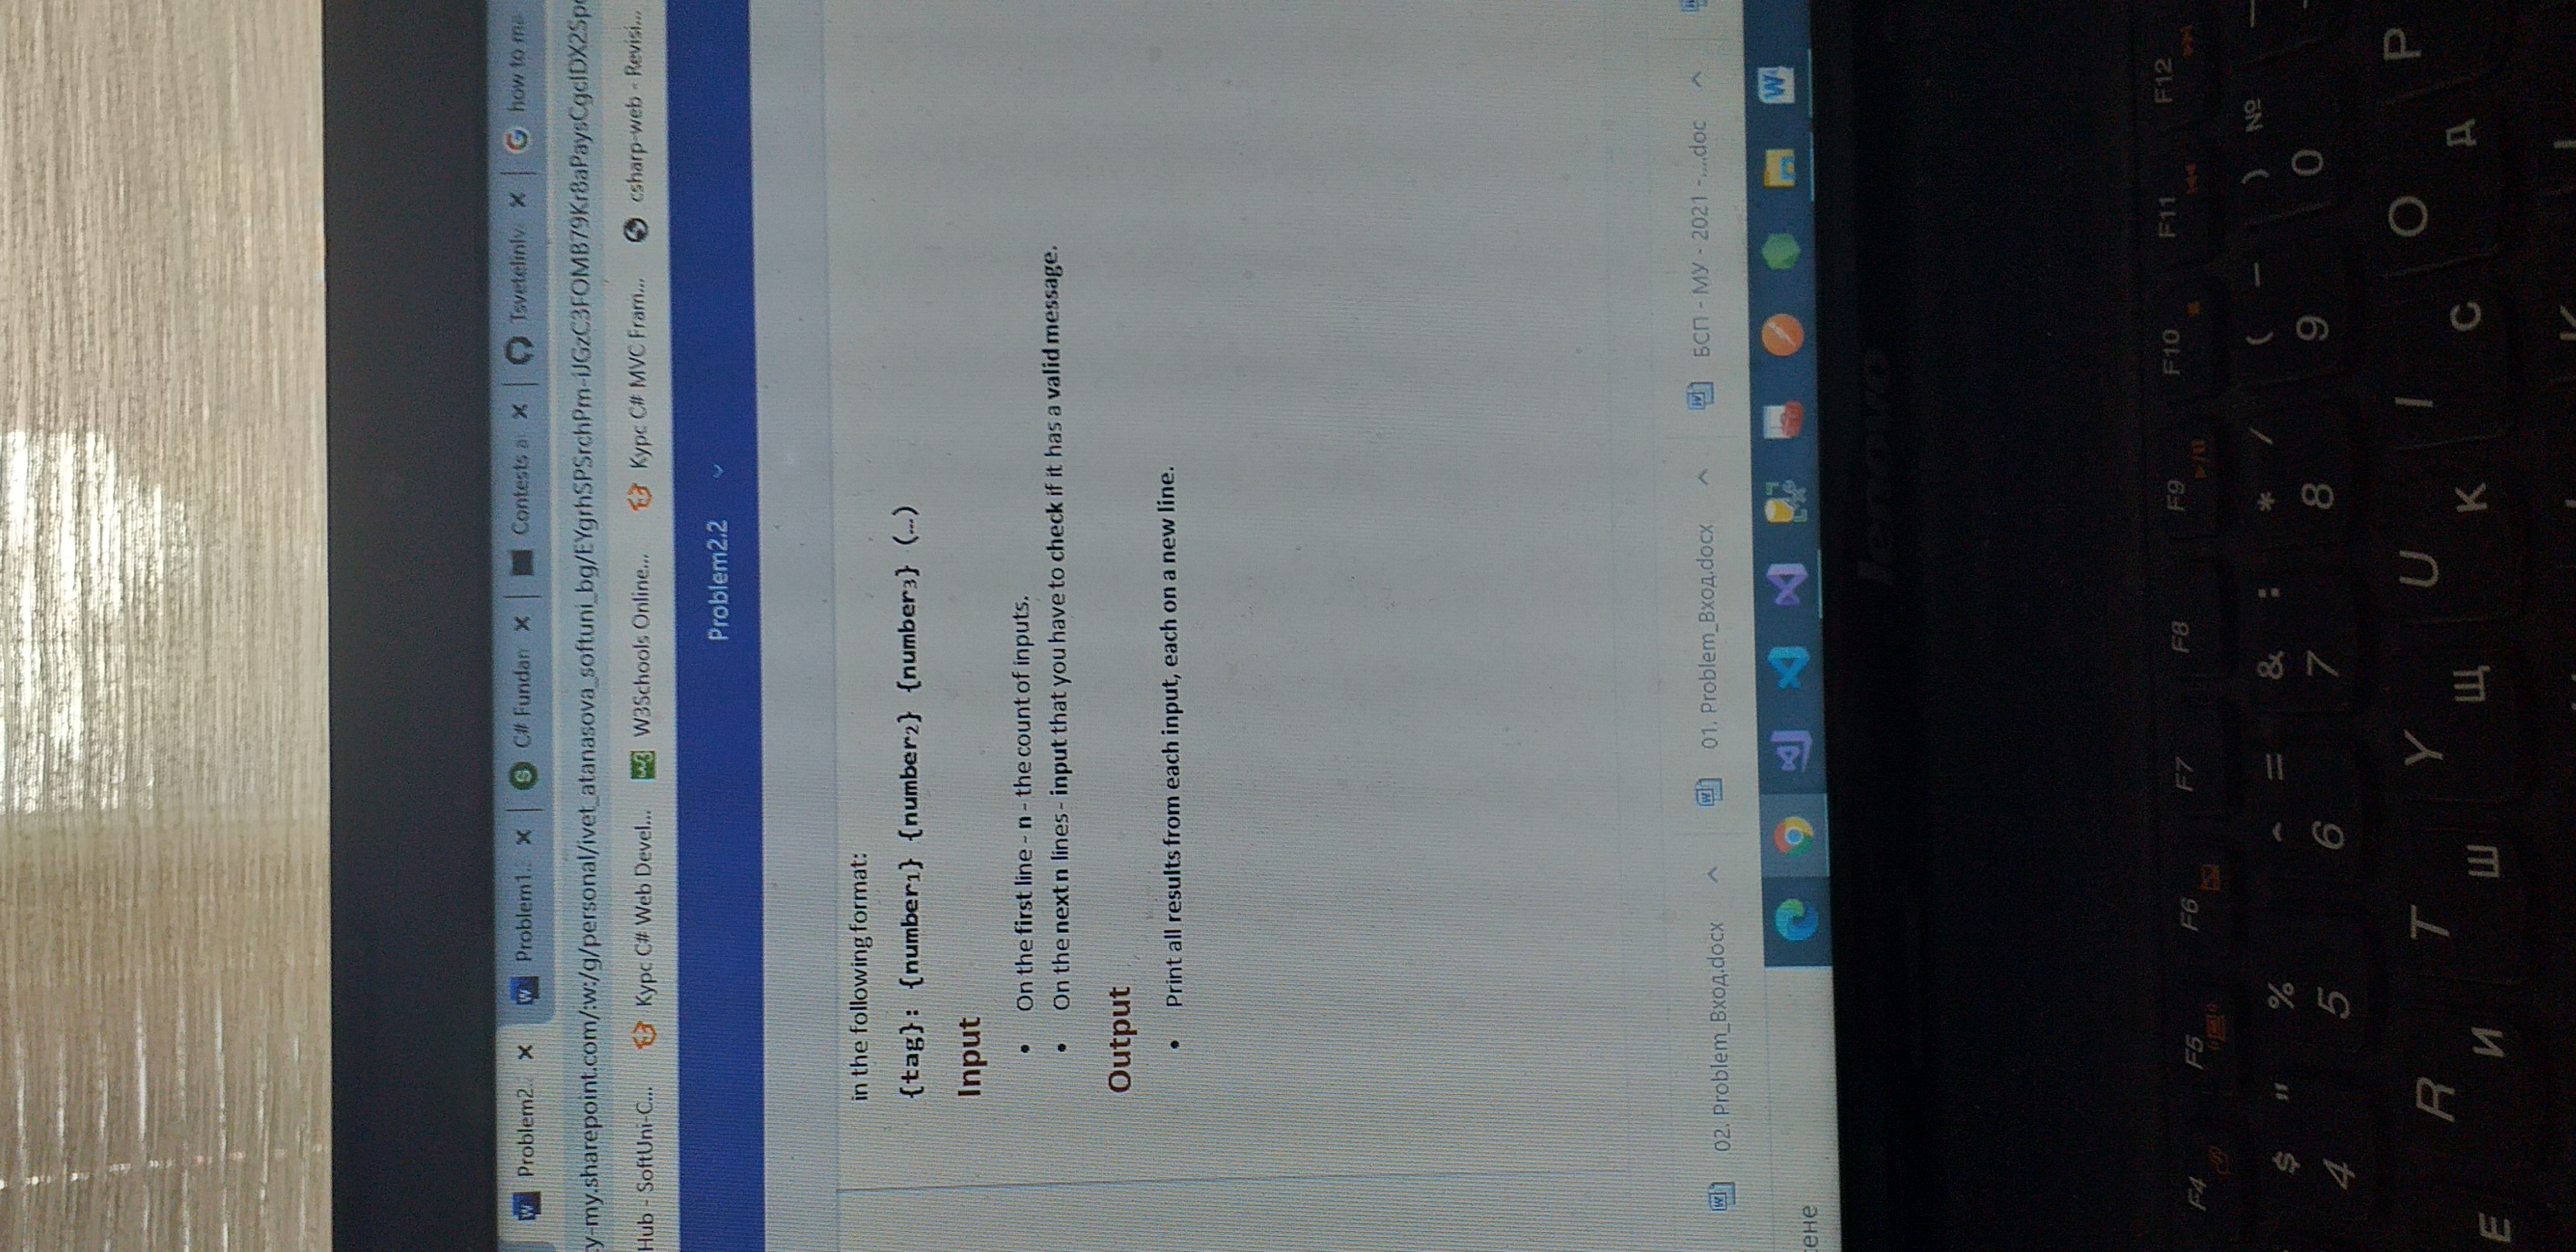 Problem2..
Problem1..
C# Fundan
Contests a
Tsvetelinlv
how to ma
y-my.sharepoint.com/:w:/g/personal/ivet_atanasova_softuni_bg/
Hub - SoftUni-C...
Курс C# Web Devel...
W3Schools Online...
Курс C# MVC Fram...
csharp-web - Revisi...
Problem2.2
in the following format:
{tag}: {number1} {number2} {number3} (…)
Input
• On the first line - n - the count of inputs.
• On the next n lines - input that you have to check if it has a valid message.
Output
• Print all results from each input, each on a new line.
02. Problem_Вход.docx
01. Problem_Вход.docx
БСП - МУ - 2021 -....doc
ене
lenovo
F4 F5 F6 F7 F8 F9 F10 F11 F12
$ " % ^ = & : * / ( – ) №
4 5 6 7 8 9 0
R T Y U I O P
Е И Ш Щ К С Д